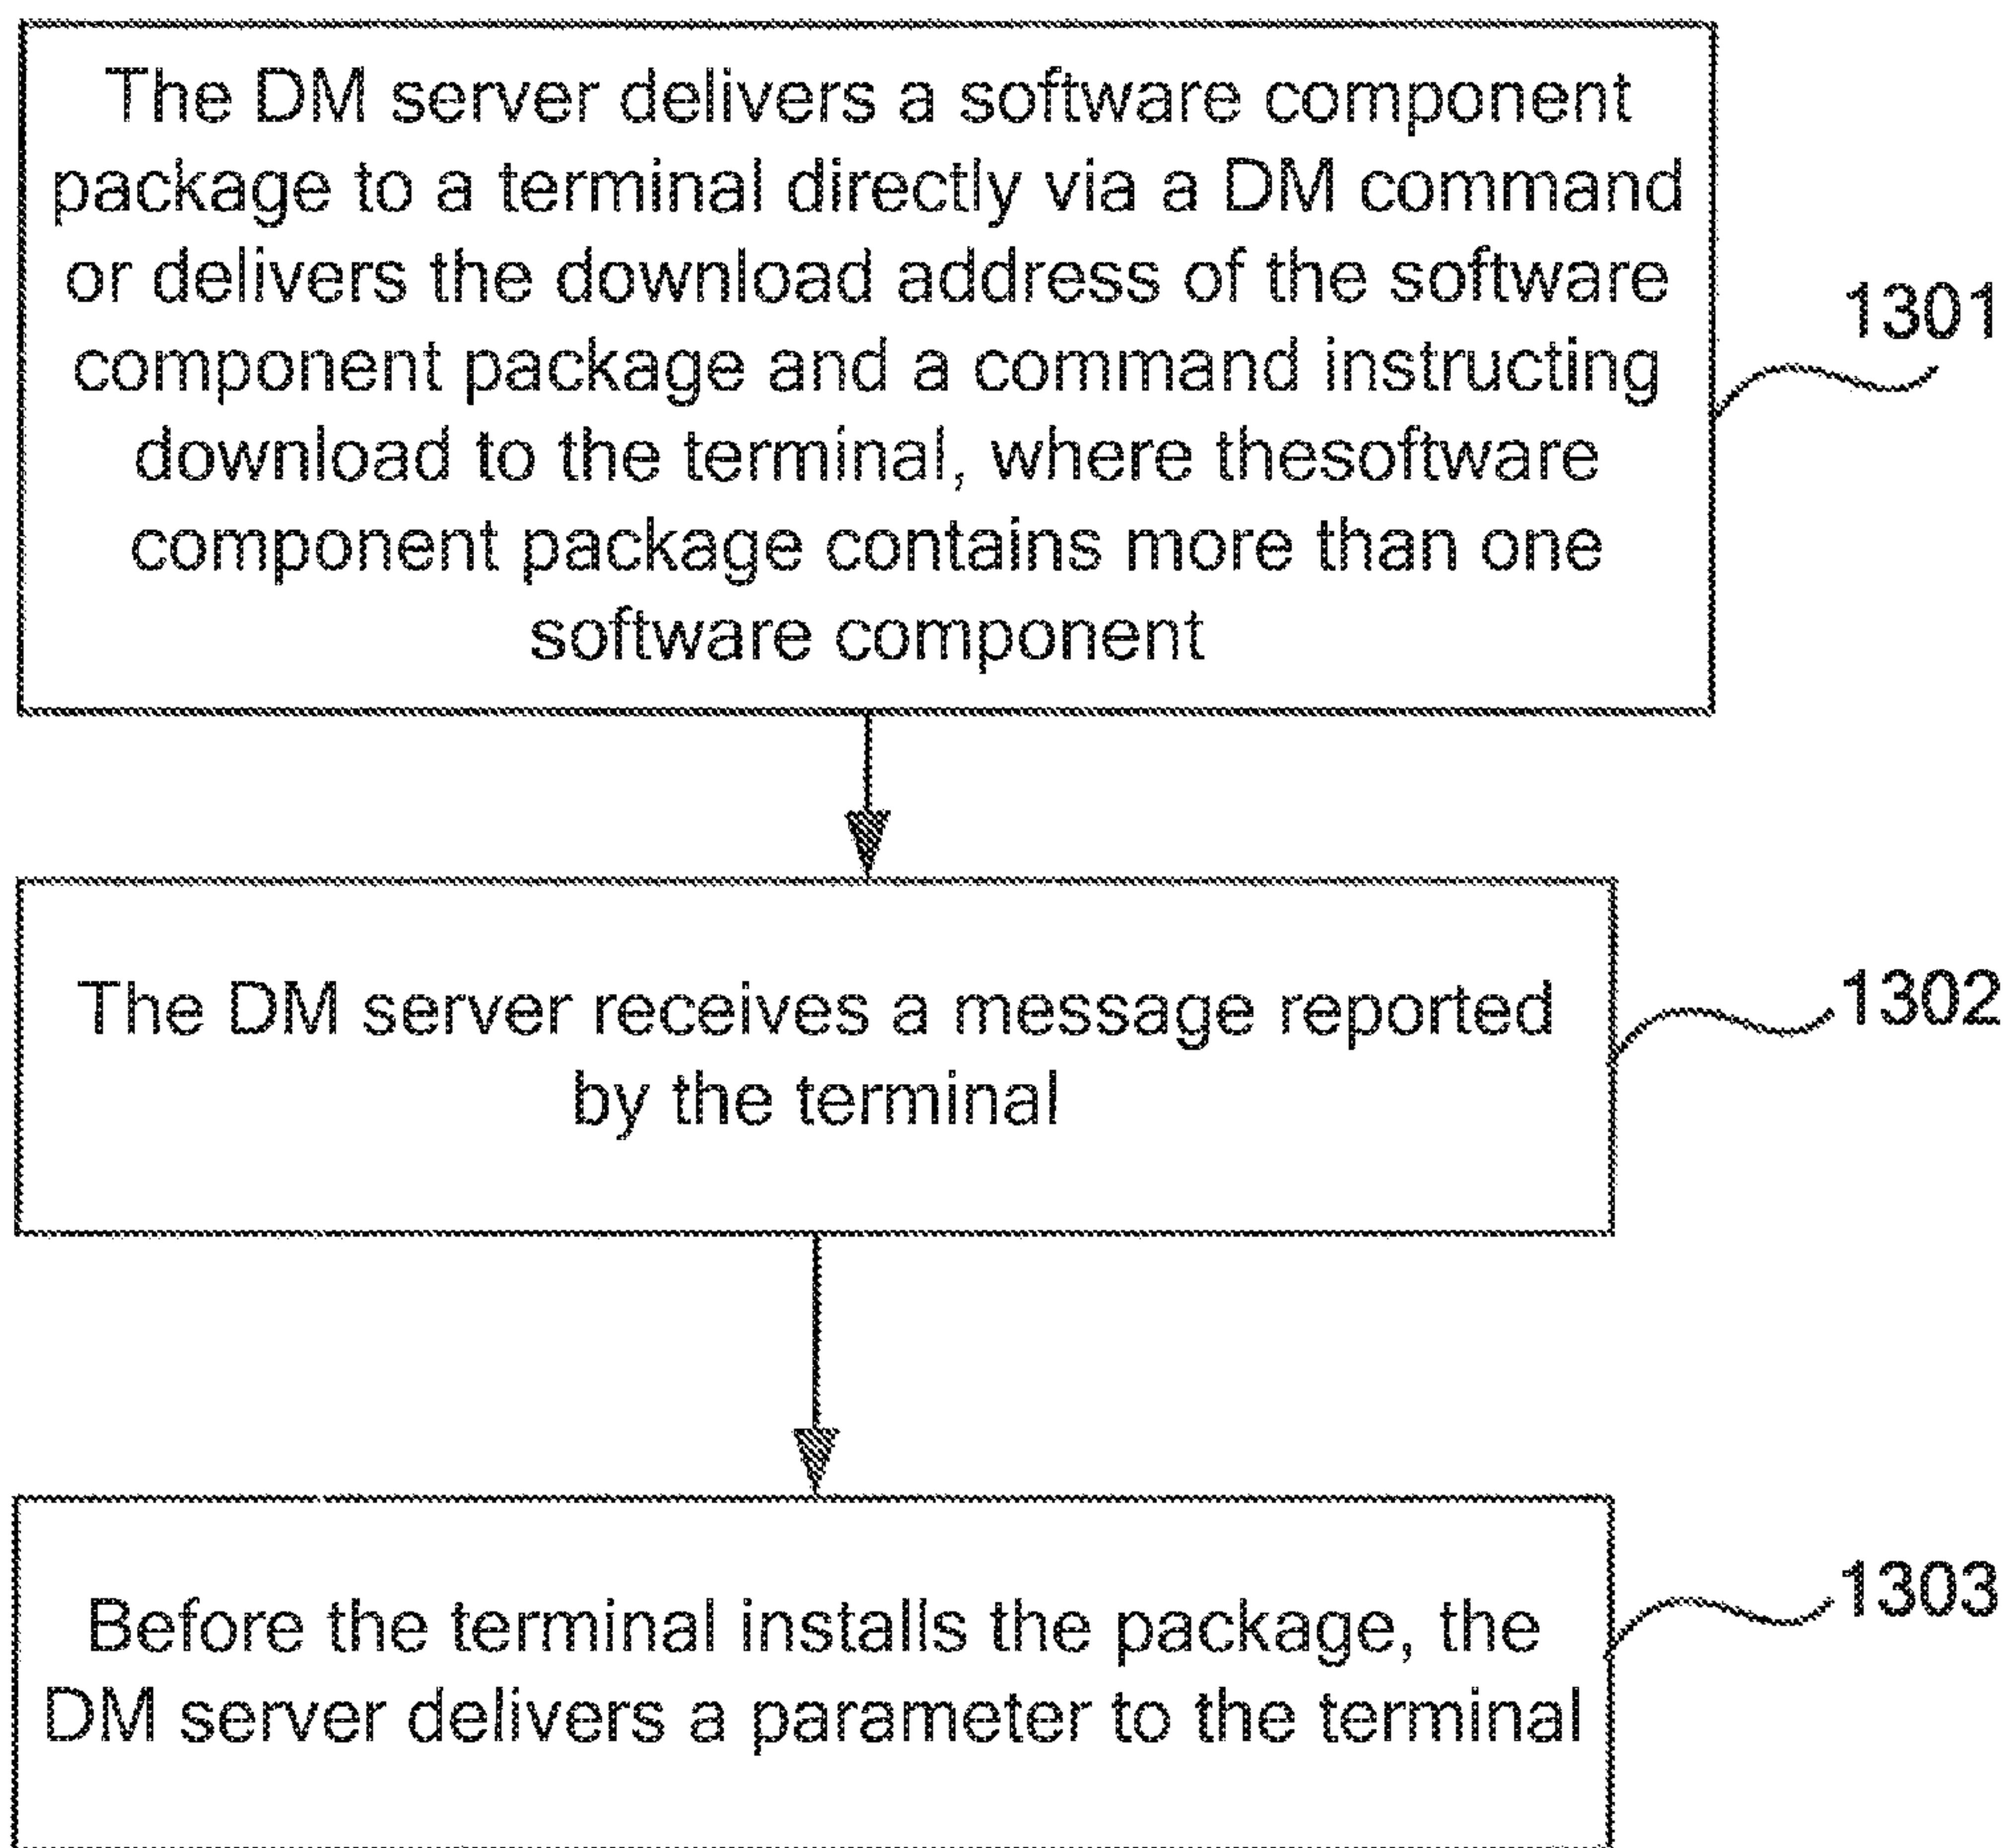 The DM server delivers a software component
package to a terminal directly via a DM command
or delivers the download address of the software
component package and a command instructing
download to the terminal, where thesoftware
component package contains more than one
software component
1301
The DM server receives a message reported
by the terminal
1302
Before the terminal installs the package, the
DM server delivers a parameter to the terminal
1303